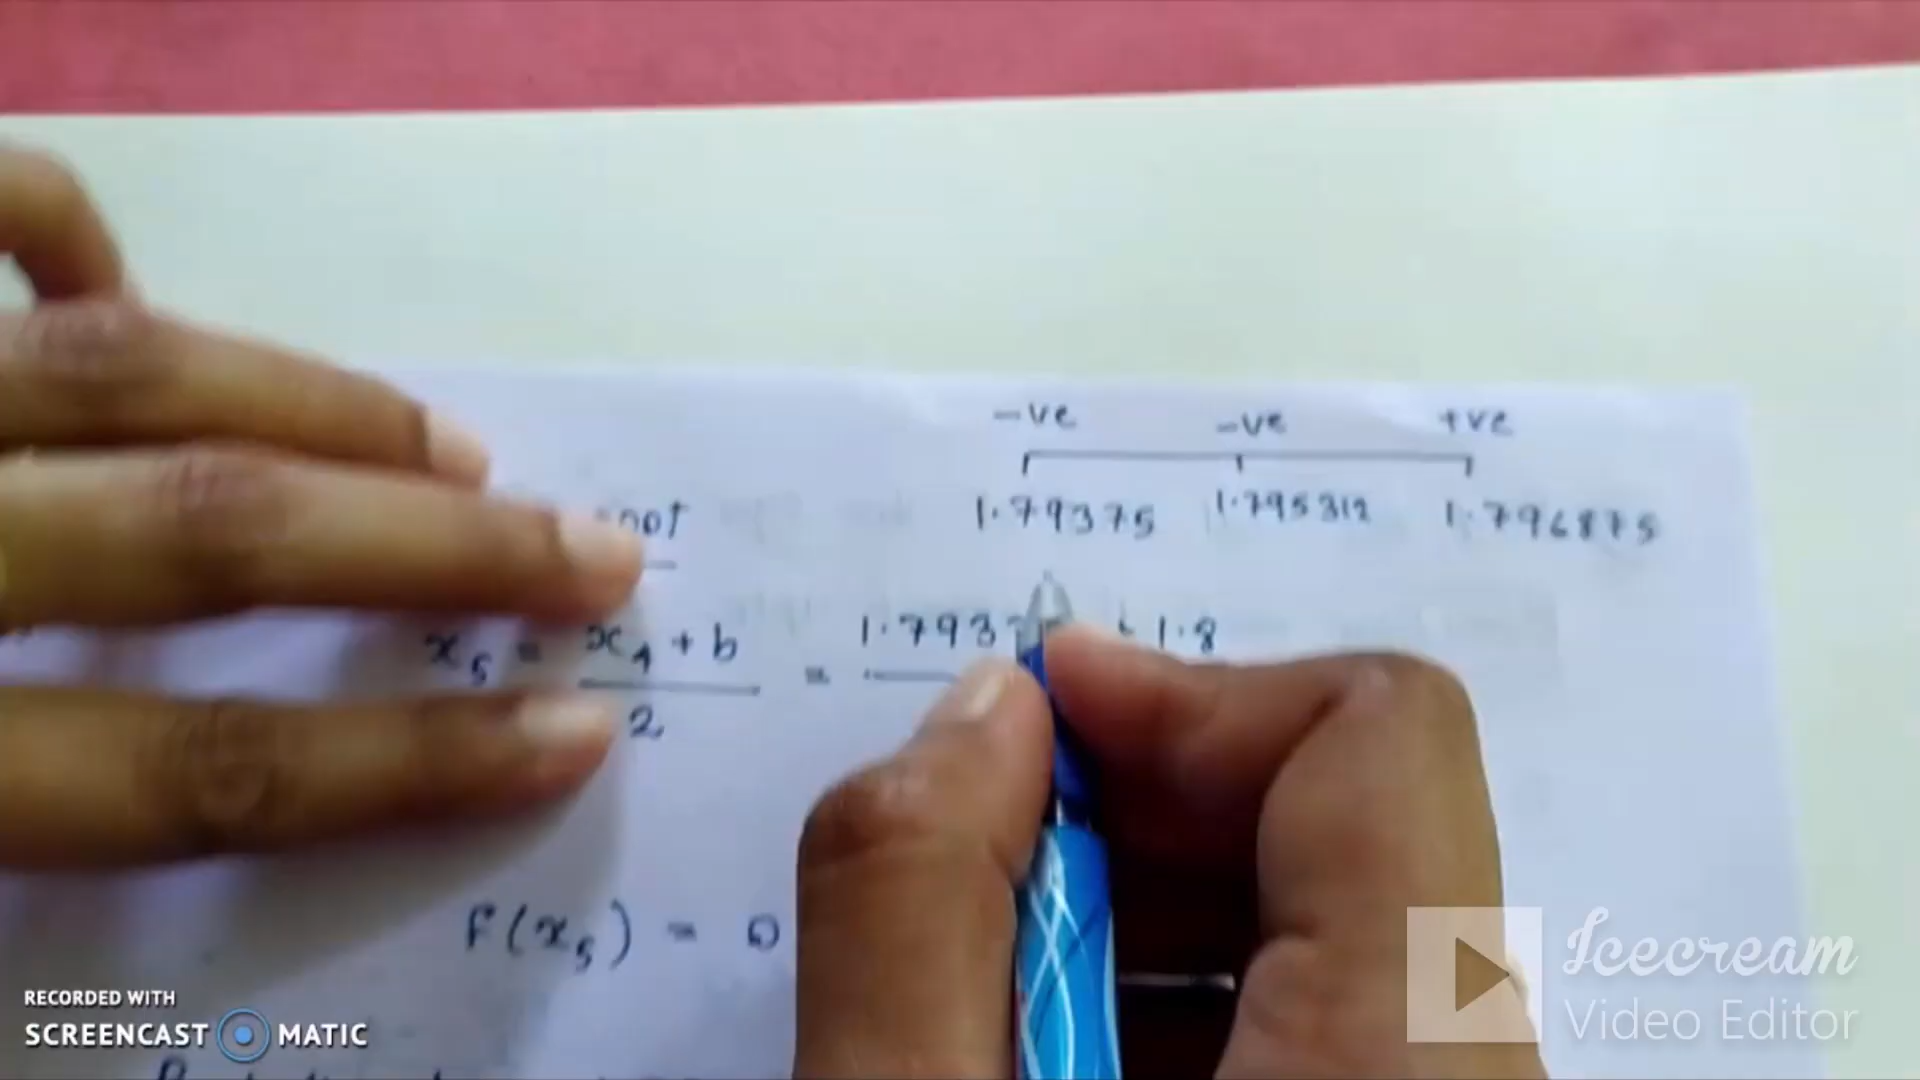 -ve -ve +ve
1.79375 1.795312 1.796875
x5 = x4 + b = 1.793 1.8
2
F(x5) = 0
RECORDED WITH
SCREENCAST MATIC
Icecream
Video Editor